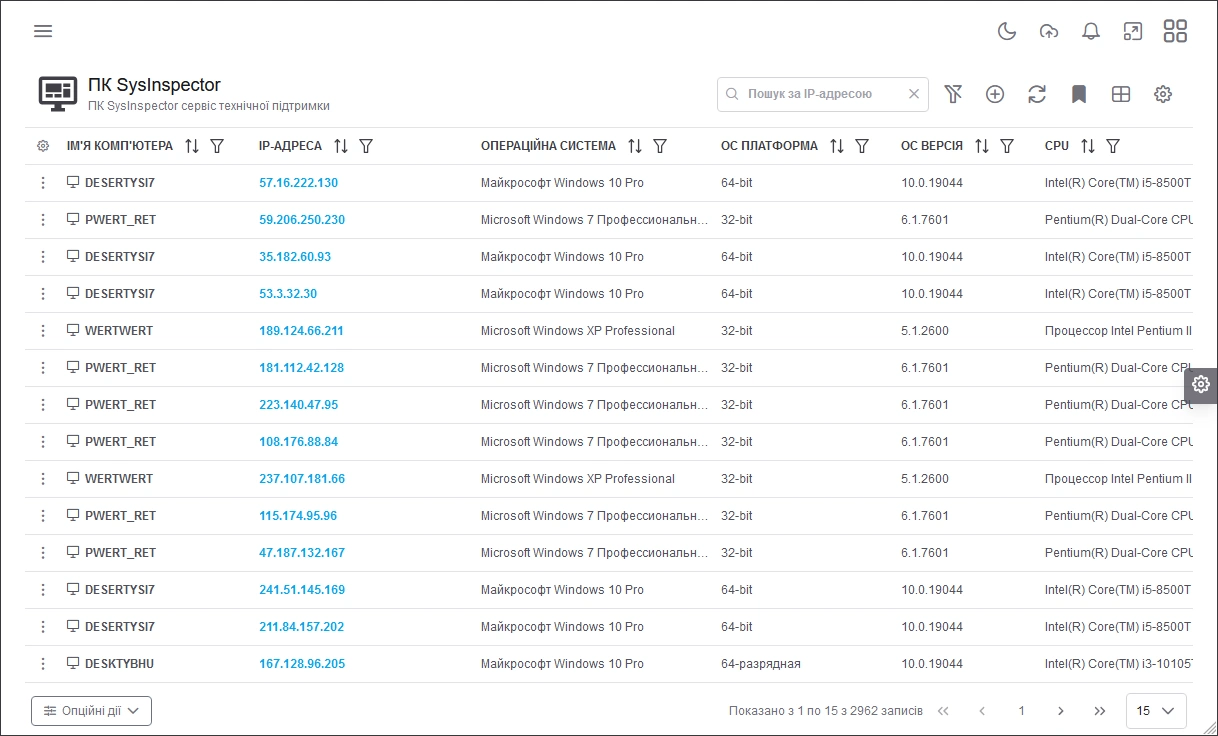 ПК SysInspector
ПК SysInspector сервіс технічної підтримки
Пошук за IP-адресою
ІМ'Я КОМП'ЮТЕРА IP-АДРЕСА ОПЕРАЦІЙНА СИСТЕМА ОС ПЛАТФОРМА ОС ВЕРСІЯ CPU
DESERTYSI7 57.16.222.130 Майкрософт Windows 10 Pro 64-bit 10.0.19044 Intel(R) Core(TM) i5-8500T
PWERT_RET 59.206.250.230 Microsoft Windows 7 Профессиональн... 32-bit 6.1.7601 Pentium(R) Dual-Core CPU
DESERTYSI7 35.182.60.93 Майкрософт Windows 10 Pro 64-bit 10.0.19044 Intel(R) Core(TM) i5-8500T
DESERTYSI7 53.3.32.30 Майкрософт Windows 10 Pro 64-bit 10.0.19044 Intel(R) Core(TM) i5-8500T
WERTWERT 189.124.66.211 Microsoft Windows XP Professional 32-bit 5.1.2600 Процессор Intel Pentium II
PWERT_RET 181.112.42.128 Microsoft Windows 7 Профессиональн... 32-bit 6.1.7601 Pentium(R) Dual-Core CPU
PWERT_RET 223.140.47.95 Microsoft Windows 7 Профессиональн... 32-bit 6.1.7601 Pentium(R) Dual-Core CPU
PWERT_RET 108.176.88.84 Microsoft Windows 7 Профессиональн... 32-bit 6.1.7601 Pentium(R) Dual-Core CPU
WERTWERT 237.107.181.66 Microsoft Windows XP Professional 32-bit 5.1.2600 Процессор Intel Pentium II
PWERT_RET 115.174.95.96 Microsoft Windows 7 Профессиональн... 32-bit 6.1.7601 Pentium(R) Dual-Core CPU
PWERT_RET 47.187.132.167 Microsoft Windows 7 Профессиональн... 32-bit 6.1.7601 Pentium(R) Dual-Core CPU
DESERTYSI7 241.51.145.169 Майкрософт Windows 10 Pro 64-bit 10.0.19044 Intel(R) Core(TM) i5-8500T
DESERTYSI7 211.84.157.202 Майкрософт Windows 10 Pro 64-bit 10.0.19044 Intel(R) Core(TM) i5-8500T
DESKTYBHU 167.128.96.205 Майкрософт Windows 10 Pro 64-разрядная 10.0.19044 Intel(R) Core(TM) i3-10105T
Опційні дії Показано з 1 по 15 з 2962 записів 1 15